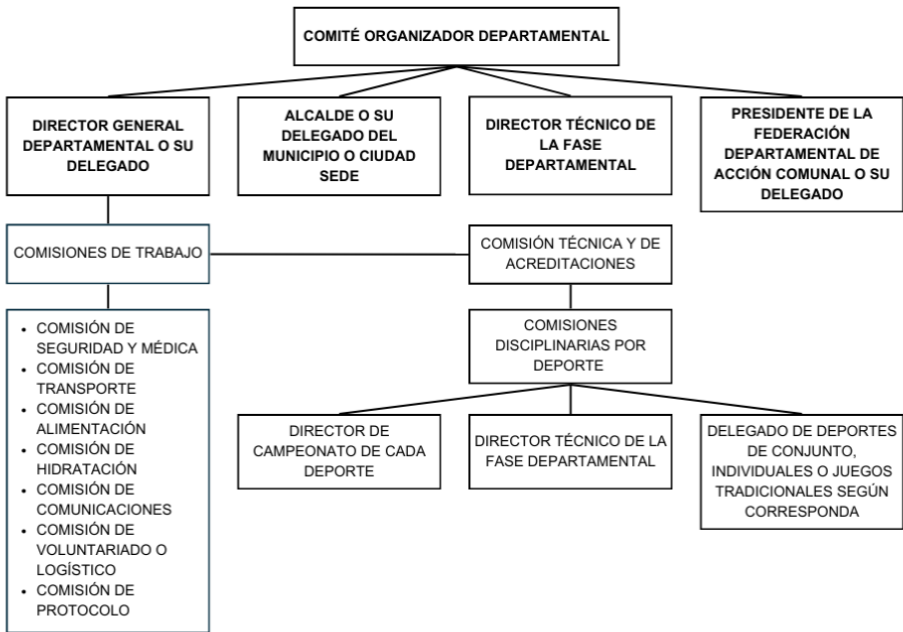 COMITÉ ORGANIZADOR DEPARTAMENTAL
DIRECTOR GENERAL
DEPARTAMENTAL O SU
DELEGADO
ALCALDE O SU
DELEGADO DEL
MUNICIPIO O CIUDAD
SEDE
DIRECTOR TÉCNICO DE
LA FASE
DEPARTAMENTAL
PRESIDENTE DE LA
FEDERACIÓN
DEPARTAMENTAL DE
ACCIÓN COMUNAL O SU
DELEGADO
COMISIONES DE TRABAJO
COMISIÓN TÉCNICA Y DE
ACREDITACIONES
• COMISIÓN DE
SEGURIDAD Y MÉDICA
• COMISIÓN DE
TRANSPORTE
• COMISIÓN DE
ALIMENTACIÓN
• COMISIÓN DE
HIDRATACIÓN
• COMISIÓN DE
COMUNICACIONES
• COMISIÓN DE
VOLUNTARIADO O
LOGÍSTICO
• COMISIÓN DE
PROTOCOLO
COMISIONES
DISCIPLINARIAS POR
DEPORTE
DIRECTOR DE
CAMPEONATO DE CADA
DEPORTE
DIRECTOR TÉCNICO DE LA
FASE DEPARTAMENTAL
DELEGADO DE DEPORTES
DE CONJUNTO,
INDIVIDUALES O JUEGOS
TRADICIONALES SEGÚN
CORRESPONDA